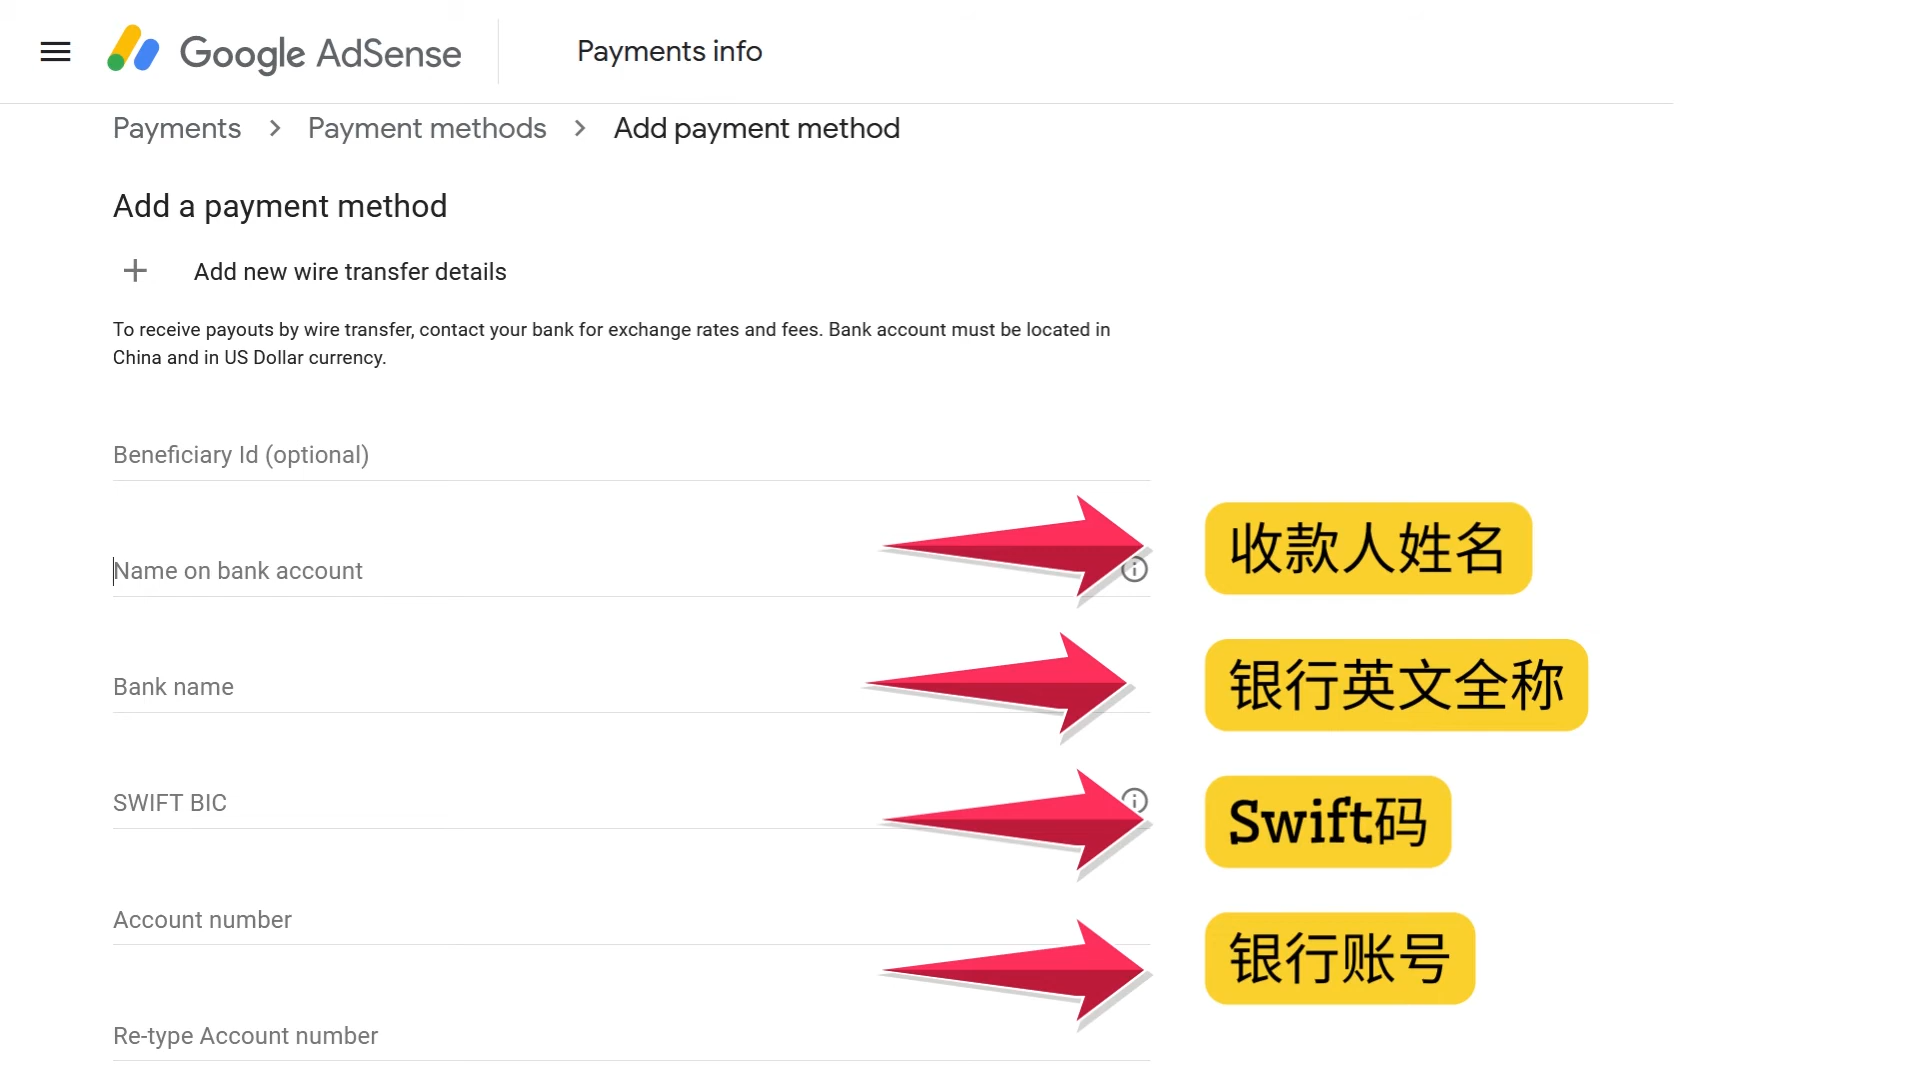 Google AdSense
Payments info
Payments > Payment methods > Add payment method
Add a payment method
+ Add new wire transfer details
To receive payouts by wire transfer, contact your bank for exchange rates and fees. Bank account must be located in
China and in US Dollar currency.
Beneficiary Id (optional)
Name on bank account
收款人姓名
Bank name
银行英文全称
SWIFT BIC
Swift码
Account number
银行账号
Re-type Account number